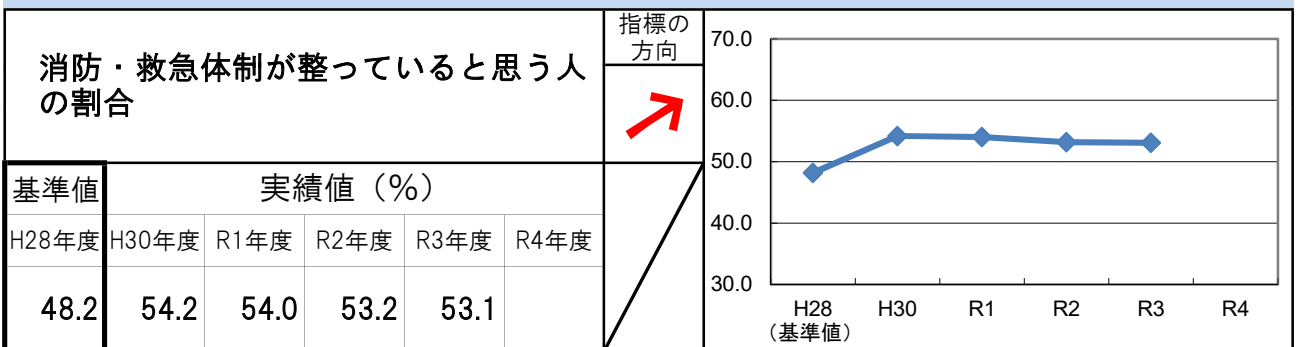 消防・救急体制が整っていると思う人
の割合
指標の
方向
基準値
実績値（%）
H28年度
H30年度
R1年度
R2年度
R3年度
R4年度
48.2
54.2
54.0
53.2
53.1
70.0
60.0
50.0
40.0
30.0
H28
（基準値）
H30
R1
R2
R3
R4